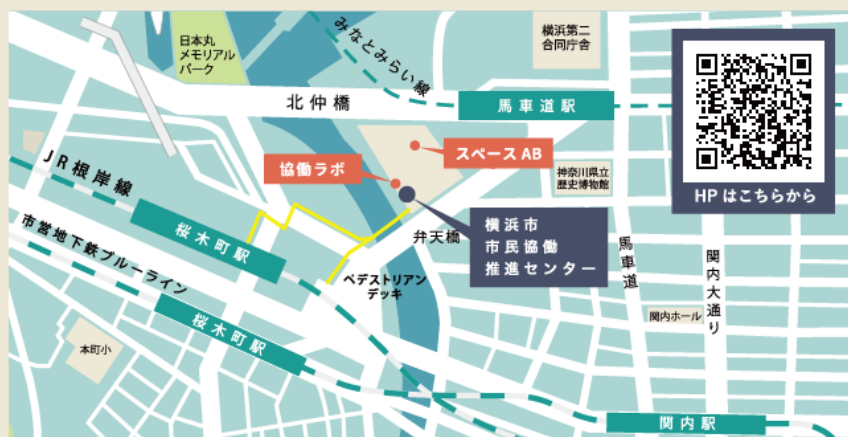 日本丸
メモリアル
パーク
みなとみらい線
横浜第二
合同庁舎
北仲橋
馬車道駅
スペースAB
協働ラボ
神奈川県立
歴史博物館
HPはこちらから
JR根岸線
桜木町駅
横浜市
市民協働
推進センター
弁天橋
馬車道
関内大通り
市営地下鉄ブルーライン
ペデストリアン
デッキ
桜木町駅
関内ホール
本町小
関内駅